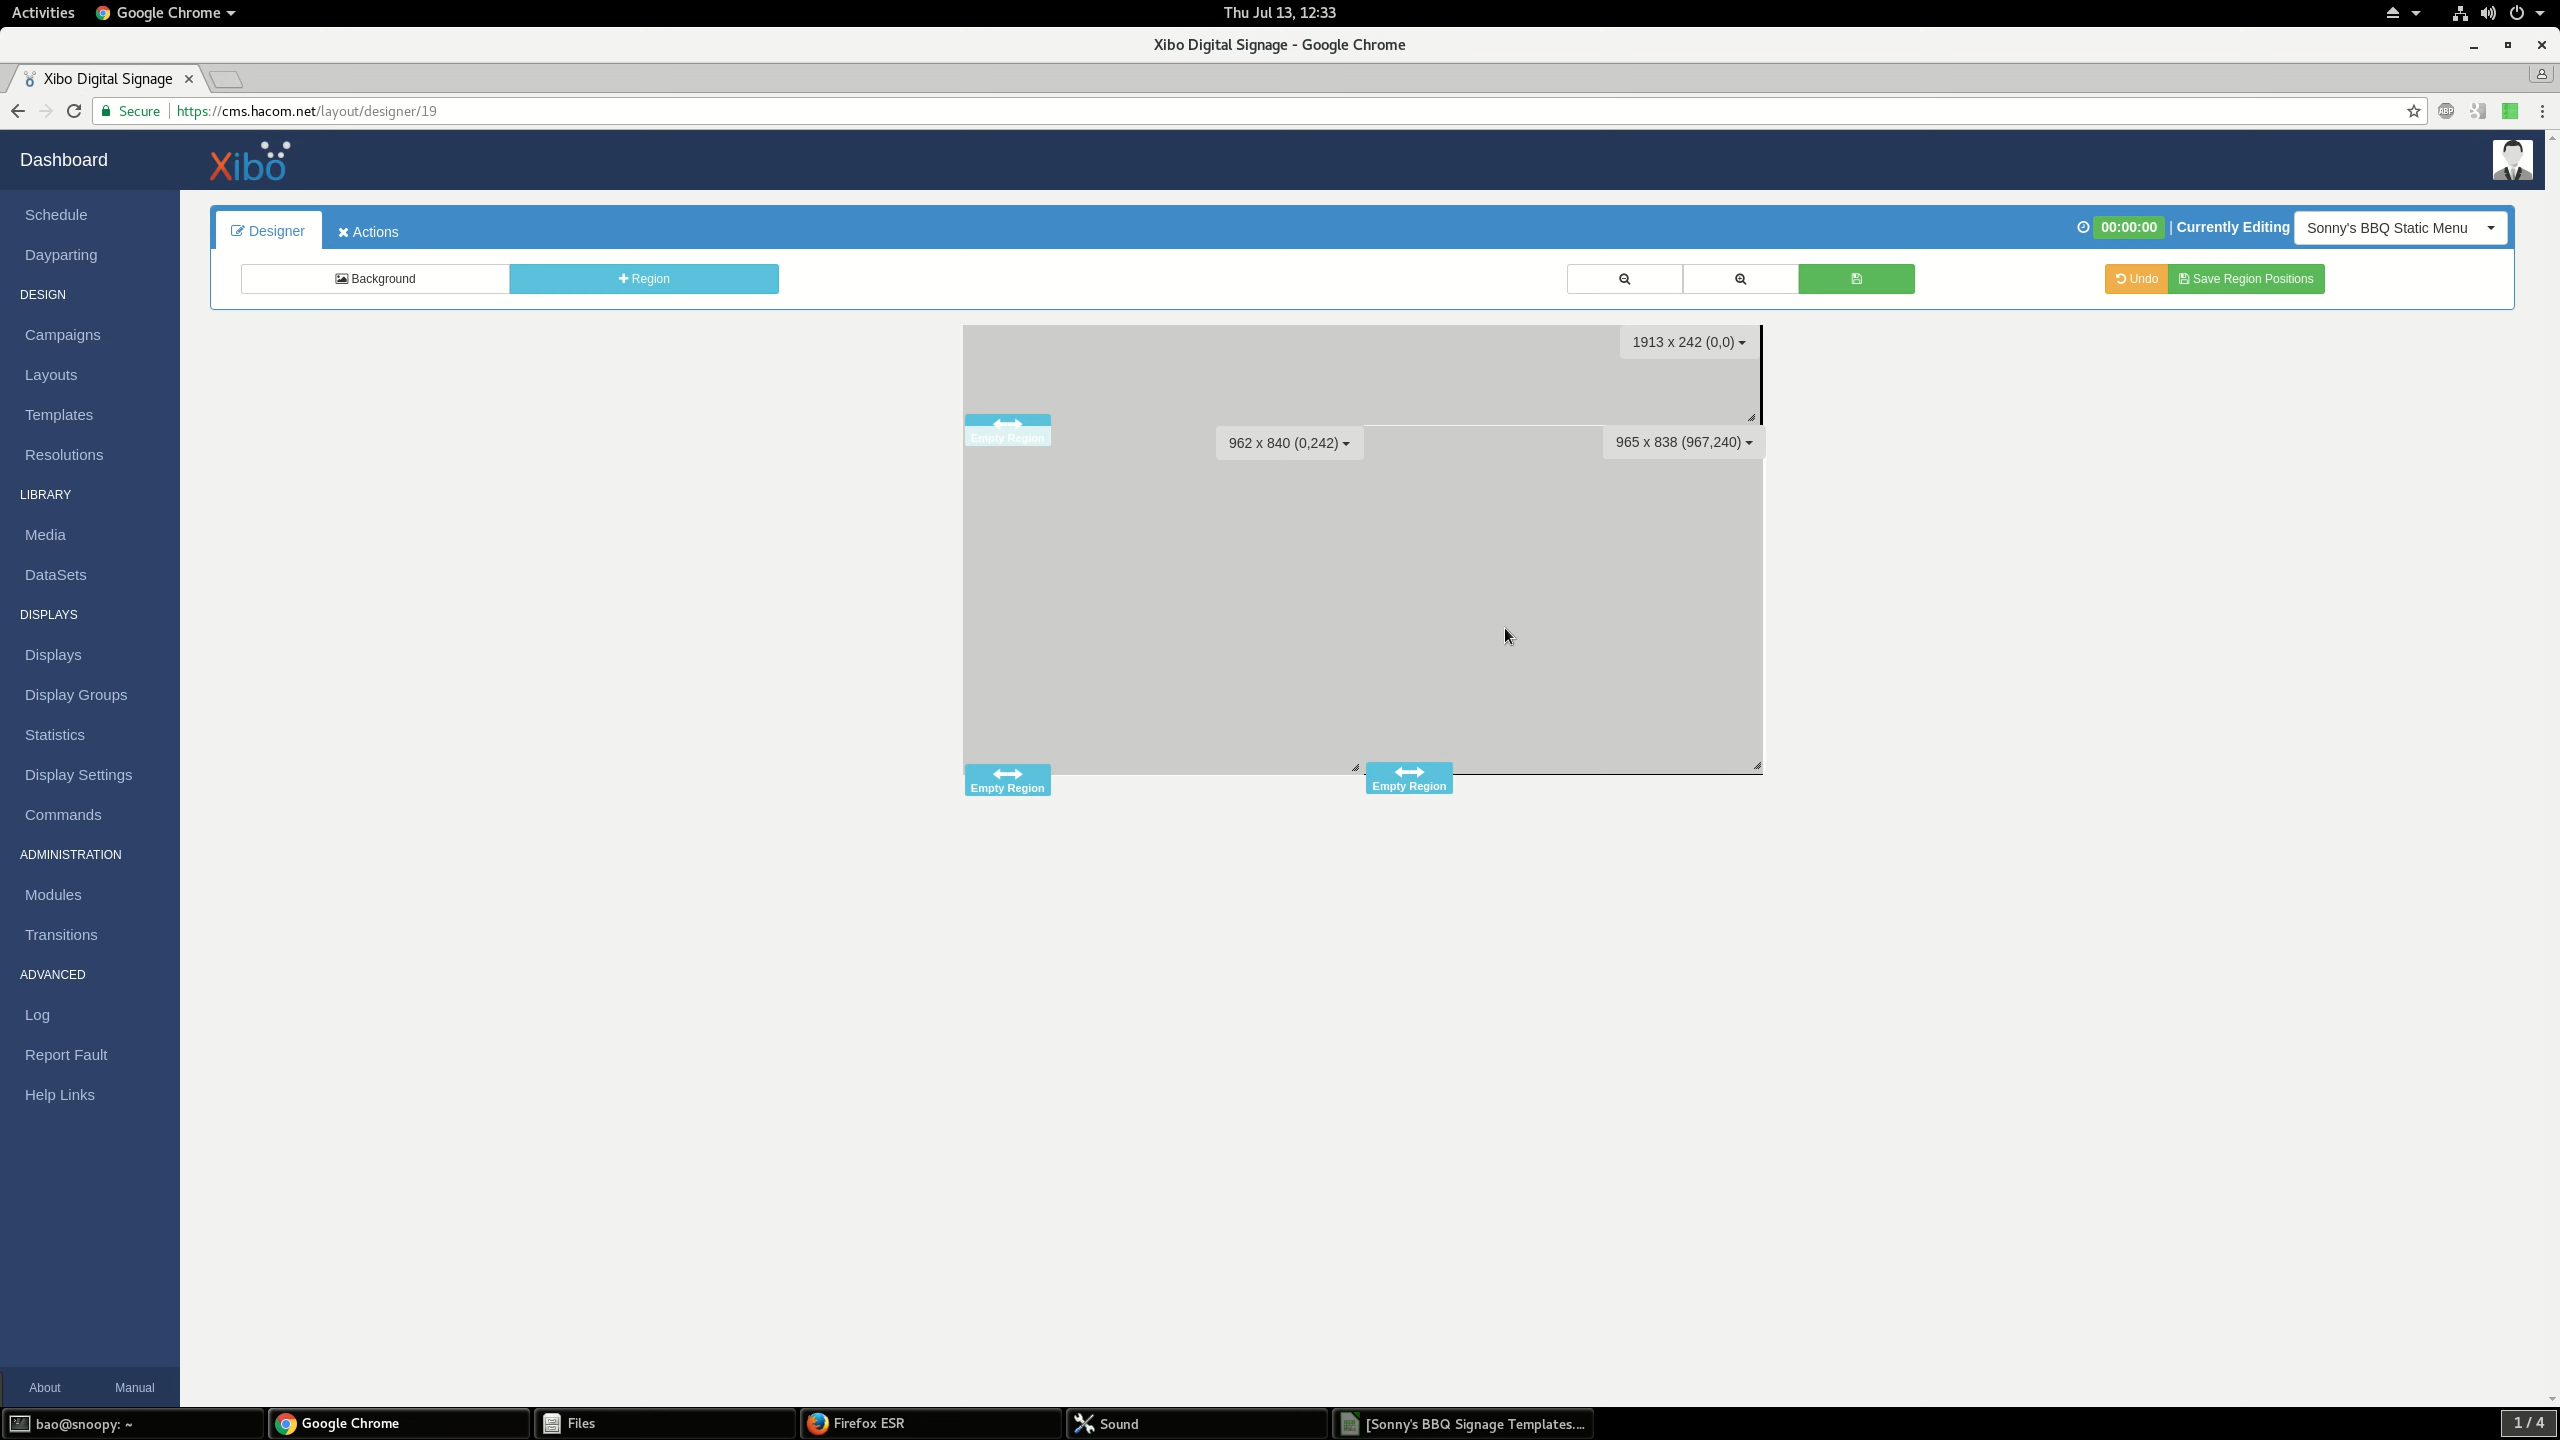 Activities Google Chrome Thu Jul 13, 12:33
Xibo Digital Signage - Google Chrome
Xibo Digital Signage
Secure https://cms.hacom.net/layout/designer/19
ABP
Dashboard
Xibo
Schedule
Dayparting
DESIGN
Campaigns
Layouts
Templates
Resolutions
LIBRARY
Media
DataSets
DISPLAYS
Displays
Display Groups
Statistics
Display Settings
Commands
ADMINISTRATION
Modules
Transitions
ADVANCED
Log
Report Fault
Help Links
About Manual
Designer Actions 00:00:00 | Currently Editing Sonny's BBQ Static Menu
Background Region Undo Save Region Positions
1913 x 242 (0,0)
Empty Region
962 x 840 (0,242) 965 x 838 (967,240)
Empty Region Empty Region
bao@snoopy: ~ Google Chrome Files Firefox ESR Sound [Sonny's BBQ Signage Templates.... 1 / 4